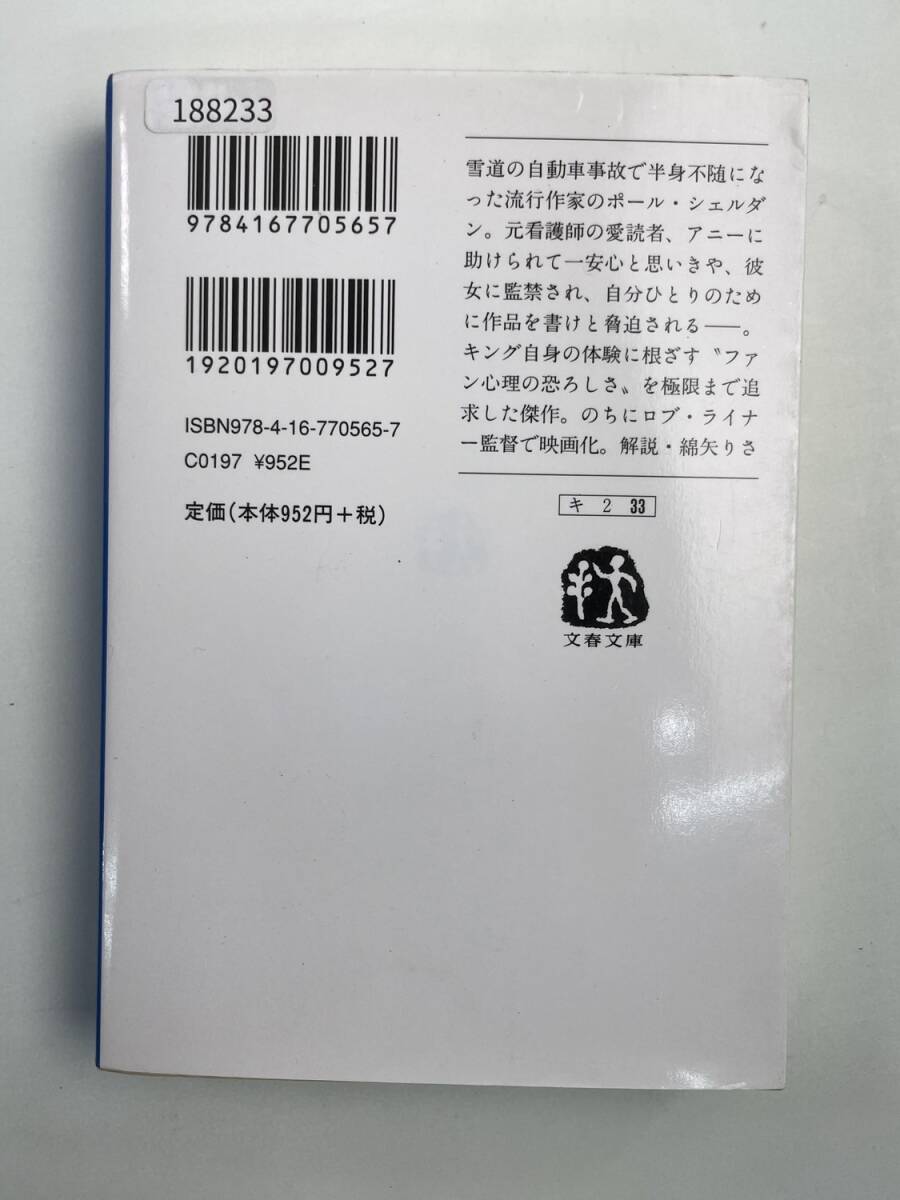 188233
9784167705657
1920197009527
ISBN978-4-16-770565-7
C0197 ¥952E
定価(本体952円+税)
雪道の自動車事故で半身不随にな
った流行作家のポール・シェルダ
ン。元看護師の愛読者、アニーに
助けられて一安心と思いきや、彼
女に監禁され、自分ひとりのため
に作品を書けと脅迫される──。
キング自身の体験に根ざす〝ファ
ン心理の恐ろしさ〟を極限まで追
求した傑作。のちにロブ・ライナ
ー監督で映画化。解説・綿矢りさ
キ 2 33
文春文庫